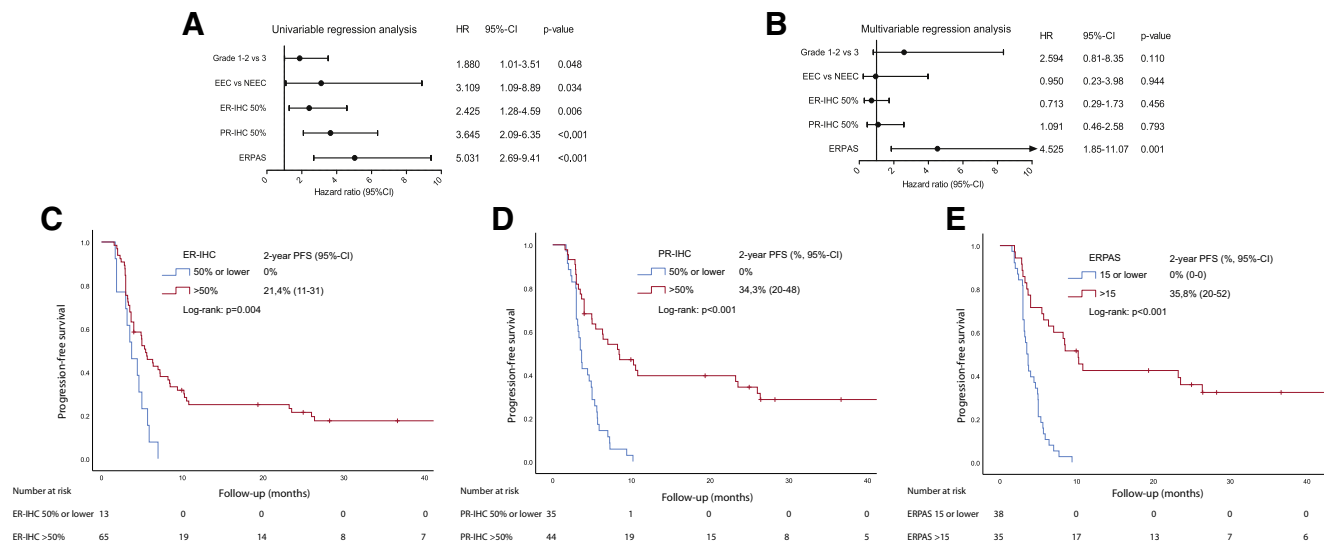 A
Univariable regression analysis
HR 95%-CI p-value
Grade 1-2 vs 3 1.880 1.01-3.51 0.048
EEC vs NEEC 3.109 1.09-8.89 0.034
ER-IHC 50% 2.425 1.28-4.59 0.006
PR-IHC 50% 3.645 2.09-6.35 <0,001
ERPAS 5.031 2.69-9.41 <0.001
0 2 4 6 8 10
Hazard ratio (95%CI)
B
Multivariable regression analysis
HR 95%-CI p-value
Grade 1-2 vs 3 2.594 0.81-8.35 0.110
EEC vs NEEC 0.950 0.23-3.98 0.944
ER-IHC 50% 0.713 0.29-1.73 0.456
PR-IHC 50% 1.091 0.46-2.58 0.793
ERPAS 4.525 1.85-11.07 0.001
0 2 4 6 8 10
Hazard ratio (95%CI)
C
ER-IHC 2-year PFS (95%-CI)
50% or lower 0%
>50% 21,4% (11-31)
Log-rank: p=0.004
Progression-free survival
1.0
0.8
0.6
0.4
0.2
0.0
0 10 20 30 40
Follow-up (months)
Number at risk
ER-IHC 50% or lower 13 0 0 0 0
ER-IHC >50% 65 19 14 8 7
D
PR-IHC 2-year PFS (%, 95%-CI)
50% or lower 0%
>50% 34,3% (20-48)
Log-rank: p<0.001
Progression-free survival
1.0
0.8
0.6
0.4
0.2
0.0
0 10 20 30 40
Follow-up (months)
Number at risk
PR-IHC 50% or lower 35 1 0 0 0
PR-IHC >50% 44 19 15 8 5
E
ERPAS 2-year PFS (%, 95%-CI)
15 or lower 0% (0-0)
>15 35,8% (20-52)
Log-rank: p<0.001
Progression-free survival
1.0
0.8
0.6
0.4
0.2
0.0
0 10 20 30 40
Follow-up (months)
Number at risk
ERPAS 15 or lower 38 0 0 0 0
ERPAS >15 35 17 13 7 6